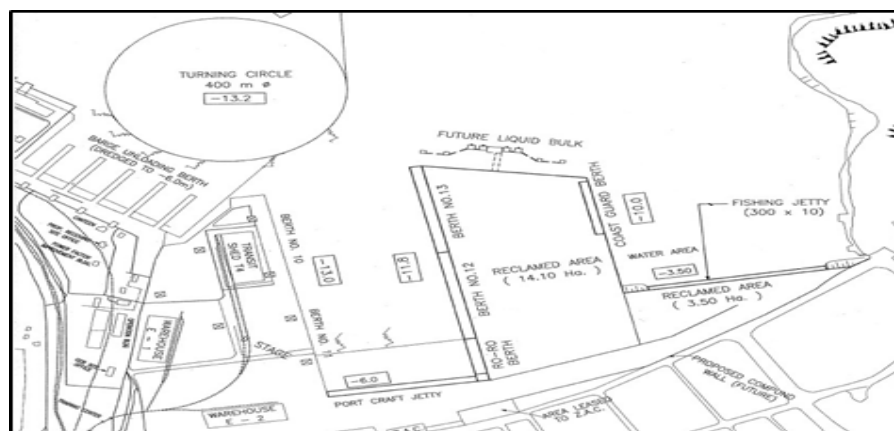 TURNING CIRCLE
400 m ø
-13.2
BARGE UNLOADING BERTH
(DREDGED TO -6.0m)
FUTURE LIQUID BULK
BERTH NO.13
COAST GUARD BERTH
-10.0
FISHING JETTY
(300 x 10)
CANTEEN
TRANSIT
SHED
BERTH NO. 10
-13.0
-11.8
RECLAMED AREA
( 14.10 Ha. )
WATER AREA
-3.50
RECLAMED AREA
( 3.50 Ha. )
BERTH NO.12
WAREHOUSE
E - 1
STAGE
BERTH NO. 11
RO-RO
BERTH
-6.0
PORT CRAFT JETTY
PROPOSED COMPOUND
WALL (FUTURE)
AREA LEASED
TO Z.A.C.
WAREHOUSE
E - 2